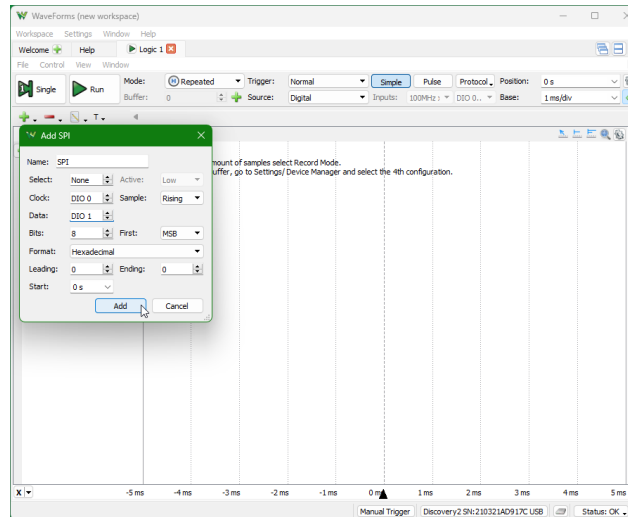 WaveForms (new workspace)
Workspace Settings Window Help
Welcome Help Logic 1
File Control View Window
Single Run Mode: Repeated Trigger: Normal Simple Pulse Protocol Position: 0 s
Buffer: 0 Source: Digital Inputs: 100MHz DIO 0.. Base: 1 ms/div
T
Add SPI
Name: SPI
mount of samples select Record Mode.
uffer, go to Settings/ Device Manager and select the 4th configuration.
Select: None Active: Low
Clock: DIO 0 Sample: Rising
Data: DIO 1
Bits: 8 First: MSB
Format: Hexadecimal
Leading: 0 Ending: 0
Start: 0 s
Add Cancel
X -5 ms -4 ms -3 ms -2 ms -1 ms 0 ms 1 ms 2 ms 3 ms 4 ms 5 ms
Manual Trigger Discovery2 SN:210321AD917C USB Status: OK